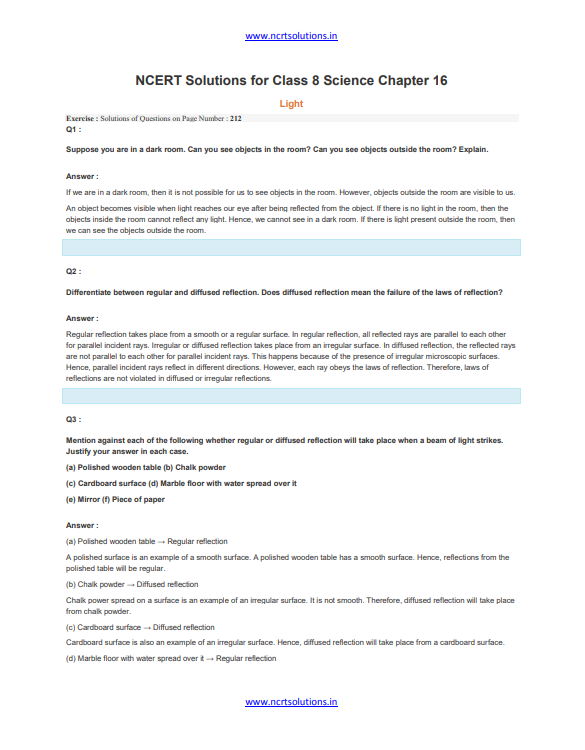 www.ncrtsolutions.in
NCERT Solutions for Class 8 Science Chapter 16
Light
Exercise : Solutions of Questions on Page Number : 212
Q1 :
Suppose you are in a dark room. Can you see objects in the room? Can you see objects outside the room? Explain.
Answer :
If we are in a dark room, then it is not possible for us to see objects in the room. However, objects outside the room are visible to us.
An object becomes visible when light reaches our eye after being reflected from the object. If there is no light in the room, then the
objects inside the room cannot reflect any light. Hence, we cannot see in a dark room. If there is light present outside the room, then
we can see the objects outside the room.
Q2 :
Differentiate between regular and diffused reflection. Does diffused reflection mean the failure of the laws of reflection?
Answer :
Regular reflection takes place from a smooth or a regular surface. In regular reflection, all reflected rays are parallel to each other
for parallel incident rays. Irregular or diffused reflection takes place from an irregular surface. In diffused reflection, the reflected rays
are not parallel to each other for parallel incident rays. This happens because of the presence of irregular microscopic surfaces.
Hence, parallel incident rays reflect in different directions. However, each ray obeys the laws of reflection. Therefore, laws of
reflections are not violated in diffused or irregular reflections.
Q3 :
Mention against each of the following whether regular or diffused reflection will take place when a beam of light strikes.
Justify your answer in each case.
(a) Polished wooden table (b) Chalk powder
(c) Cardboard surface (d) Marble floor with water spread over it
(e) Mirror (f) Piece of paper
Answer :
(a) Polished wooden table → Regular reflection
A polished surface is an example of a smooth surface. A polished wooden table has a smooth surface. Hence, reflections from the
polished table will be regular.
(b) Chalk powder → Diffused reflection
Chalk power spread on a surface is an example of an irregular surface. It is not smooth. Therefore, diffused reflection will take place
from chalk powder.
(c) Cardboard surface → Diffused reflection
Cardboard surface is also an example of an irregular surface. Hence, diffused reflection will take place from a cardboard surface.
(d) Marble floor with water spread over it → Regular reflection
www.ncrtsolutions.in